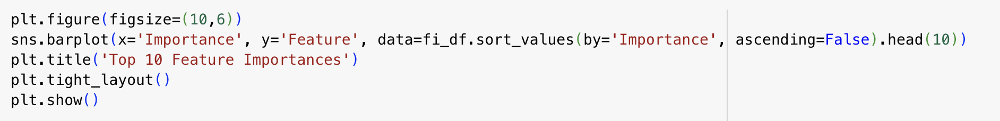 plt.figure(figsize=(10,6))
sns.barplot(x='Importance', y='Feature', data=fi_df.sort_values(by='Importance', ascending=False).head(10))
plt.title('Top 10 Feature Importances')
plt.tight_layout()
plt.show()